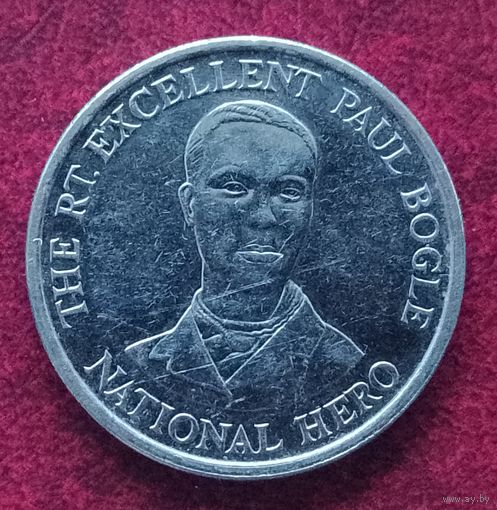 THE RT. EXCELLENT PAUL BOGLE
NATIONAL HERO
www.ay.by